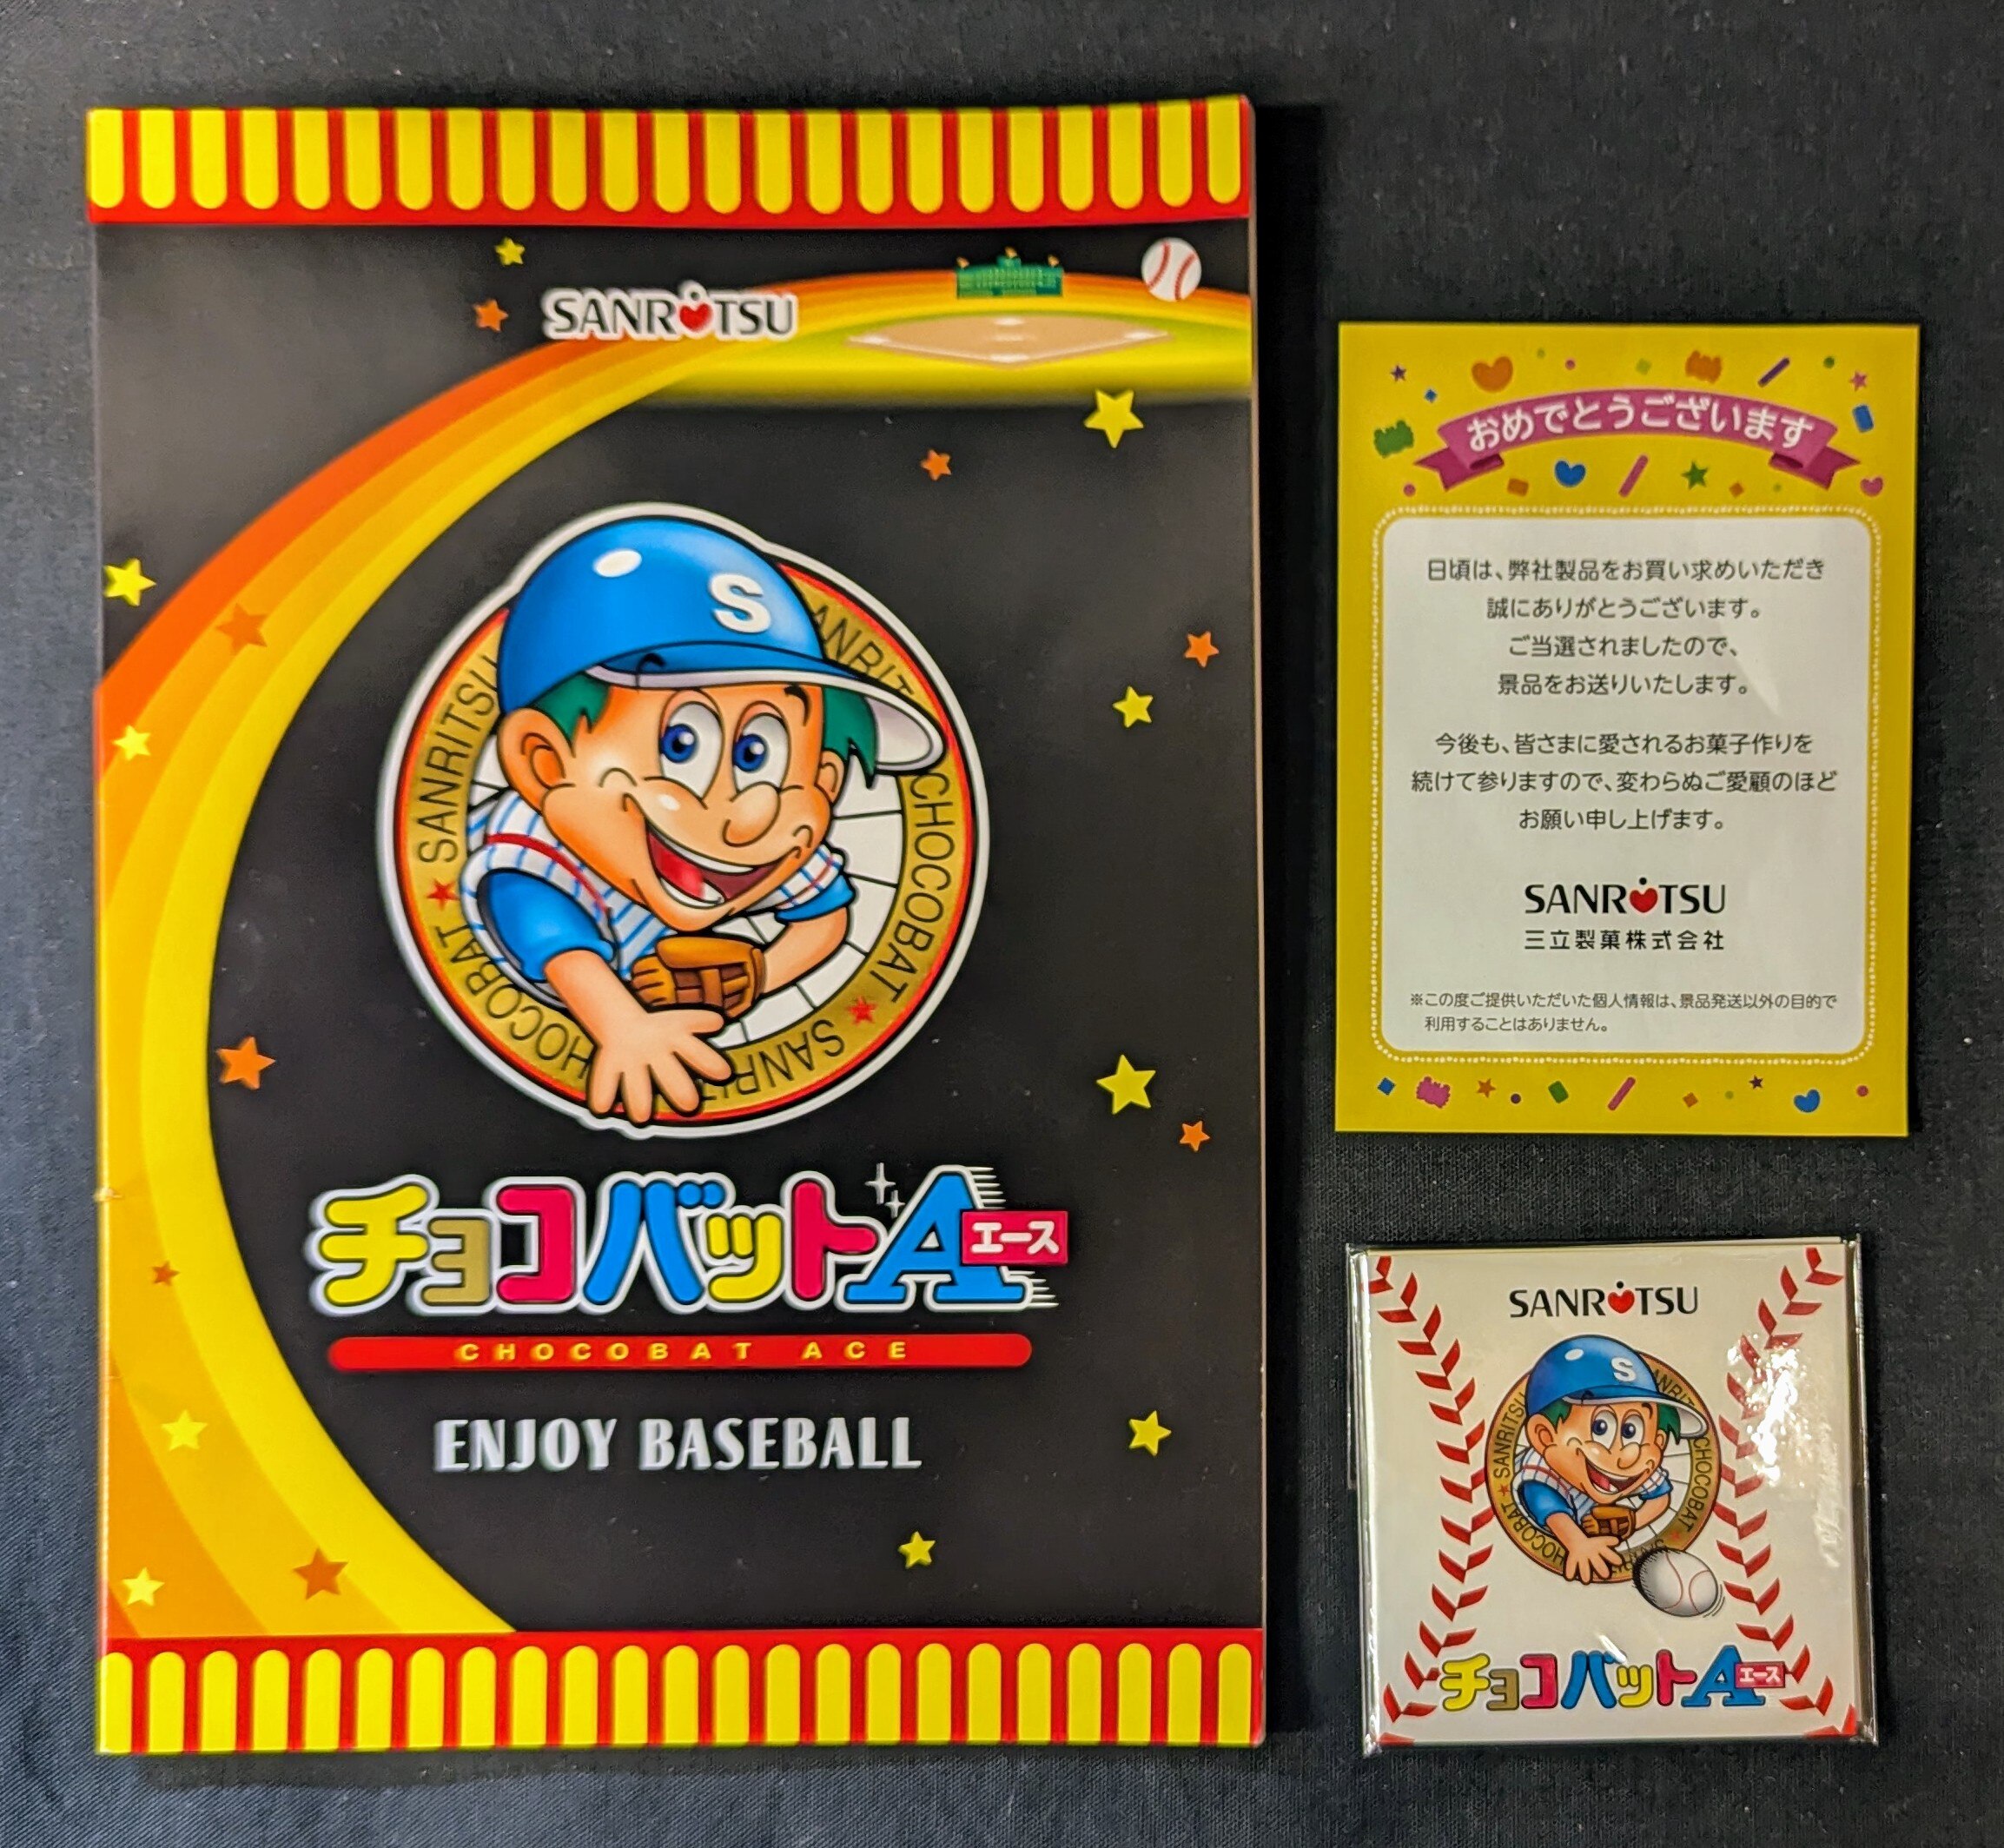 SANRITSU
S
SANRITSU
CHOCOBAT
SANRITSU
CHOCOBAT
チョコバットAエース
CHOCOBAT ACE
ENJOY BASEBALL
おめでとうございます
日頃は、弊社製品をお買い求めいただき
誠にありがとうございます。
ご当選されましたので、
景品をお送りいたします。
今後も、皆さまに愛されるお菓子作りを
続けて参りますので、変わらぬご愛顧のほど
お願い申し上げます。
SANRITSU
三立製菓株式会社
※この度ご提供いただいた個人情報は、景品発送以外の目的で
利用することはありません。
SANRITSU
S
SANRITSU
CHOCOBAT
チョコバットAエース